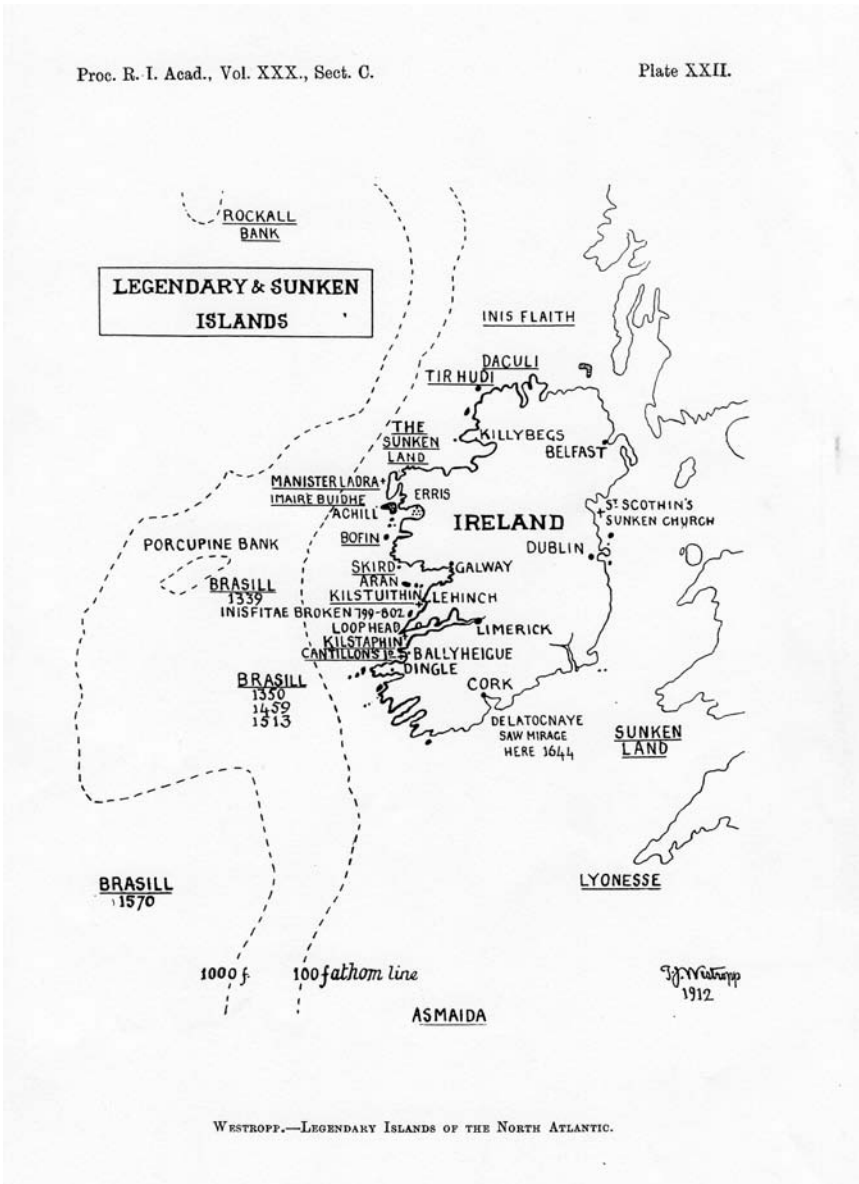 Proc. R. I. Acad., Vol. XXX., Sect. C.
Plate XXII.
ROCKALL
BANK
LEGENDARY & SUNKEN
ISLANDS
INIS FLAITH
DACULI
TIR HUDI
THE
SUNKEN
LAND
KILLYBEGS
BELFAST
MANISTER LADRA
IMAIRE BUIDHE
ERRIS
ACHILL
IRELAND
ST SCOTHIN'S
SUNKEN CHURCH
BOFIN
PORCUPINE BANK
DUBLIN
SKIRD
GALWAY
ARAN
BRASILL
1339
KILSTUITHIN
LEHINCH
INISFITAE BROKEN 799-802
LOOP HEAD
LIMERICK
KILSTAPHIN
CANTILLON'S Is
BALLYHEIGUE
DINGLE
BRASILL
1350
1459
1513
CORK
DELATOCNAYE
SAW MIRAGE
HERE 1644
SUNKEN
LAND
BRASILL
1570
LYONESSE
1000 f.
100 fathom line
T.J. Westropp
1912
ASMAIDA
WESTROPP.—LEGENDARY ISLANDS OF THE NORTH ATLANTIC.